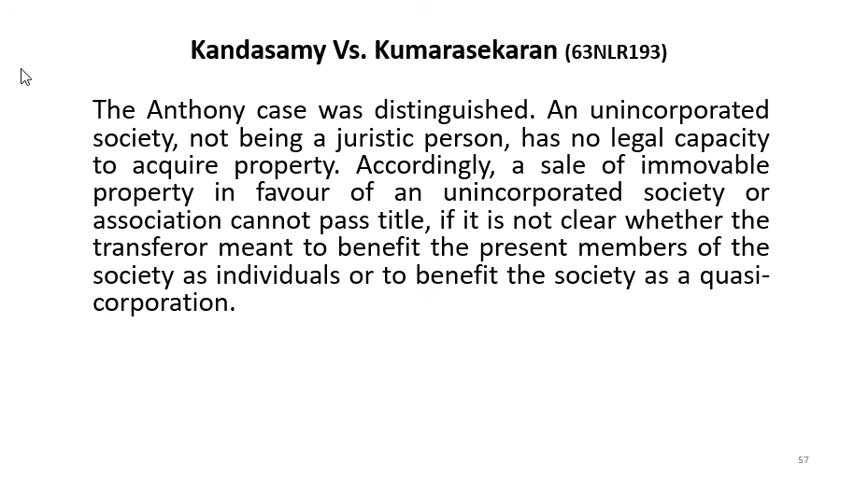 Kandasamy Vs. Kumarasekaran (63NLR193)
The Anthony case was distinguished. An unincorporated
society, not being a juristic person, has no legal capacity
to acquire property. Accordingly, a sale of immovable
property in favour of an unincorporated society or
association cannot pass title, if it is not clear whether the
transferor meant to benefit the present members of the
society as individuals or to benefit the society as a quasi-
corporation.
57